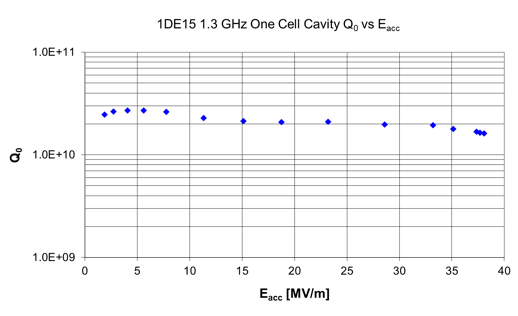 1DE15 1.3 GHz One Cell Cavity Q₀ vs Eacc
1.0E+11
1.0E+10
1.0E+09
Q₀
0 5 10 15 20 25 30 35 40
Eacc [MV/m]